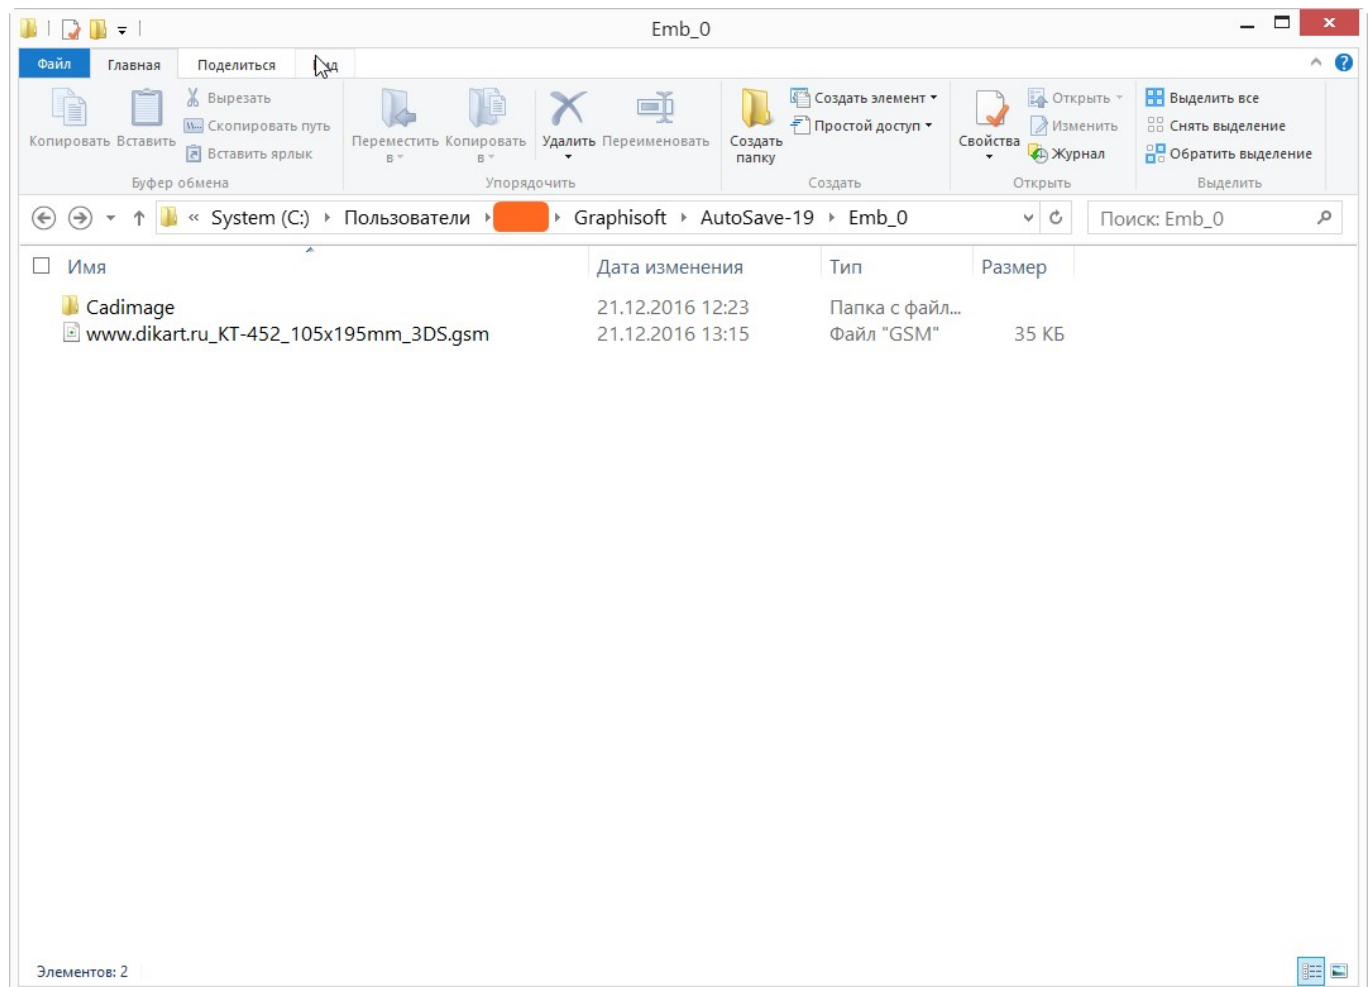 Emb_0
Файл Главная Поделиться
Копировать Вставить Вырезать Скопировать путь Вставить ярлык
Переместить в Копировать в Удалить Переименовать
Создать папку Создать элемент Простой доступ
Свойства Открыть Изменить Журнал
Выделить все Снять выделение Обратить выделение
Буфер обмена Упорядочить Создать Открыть Выделить
« System (C:) Пользователи Graphisoft AutoSave-19 Emb_0 Поиск: Emb_0
Имя Дата изменения Тип Размер
Cadimage 21.12.2016 12:23 Папка с файл...
www.dikart.ru_KT-452_105x195mm_3DS.gsm 21.12.2016 13:15 Файл "GSM" 35 КБ
Элементов: 2